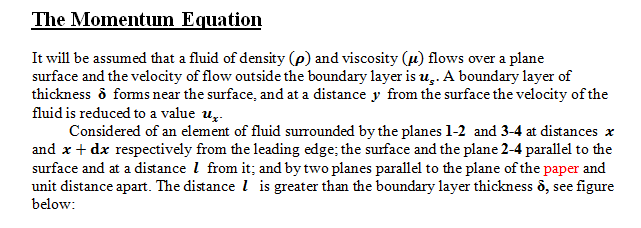 The Momentum Equation
It will be assumed that a fluid of density (ρ) and viscosity (μ) flows over a plane
surface and the velocity of flow outside the boundary layer is uₛ. A boundary layer of
thickness δ forms near the surface, and at a distance y from the surface the velocity of the
fluid is reduced to a value uₓ.
Considered of an element of fluid surrounded by the planes 1-2 and 3-4 at distances x
and x + dx respectively from the leading edge; the surface and the plane 2-4 parallel to the
surface and at a distance l from it; and by two planes parallel to the plane of the paper and
unit distance apart. The distance l is greater than the boundary layer thickness δ, see figure
below: